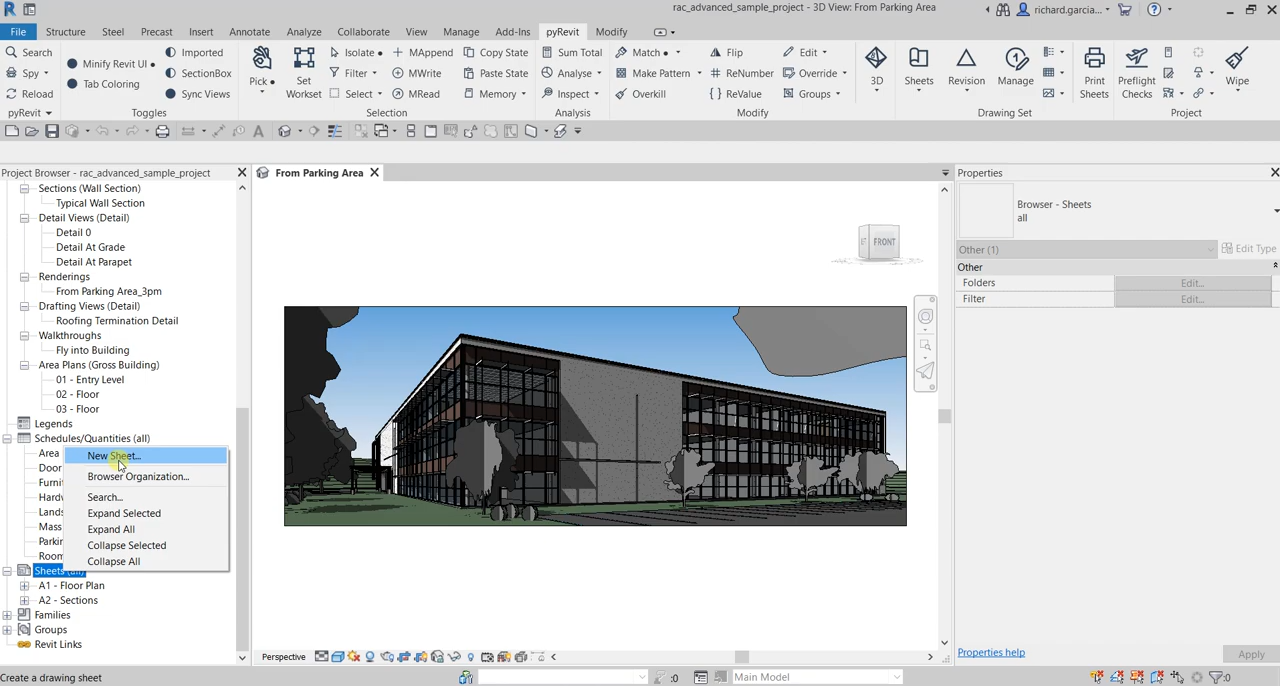 rac_advanced_sample_project - 3D View: From Parking Area
richard.garcia...
File Structure Steel Precast Insert Annotate Analyze Collaborate View Manage Add-Ins pyRevit Modify
Search Imported Isolate MAppend Copy State Sum Total Match Flip Edit
Minify Revit UI
Spy SectionBox Filter MWrite Paste State Analyse Make Pattern ReNumber Override
Tab Coloring
Reload Sync Views Select MRead Memory Inspect Overkill ReValue Groups
Pick Set Workset 3D Sheets Revision Manage Print Sheets Preflight Checks Wipe
pyRevit Toggles Selection Analysis Modify Drawing Set Project
Project Browser - rac_advanced_sample_project
From Parking Area
Properties
Sections (Wall Section)
Typical Wall Section
Detail Views (Detail)
Detail 0
Detail At Grade
Detail At Parapet
Renderings
From Parking Area_3pm
Drafting Views (Detail)
Roofing Termination Detail
Walkthroughs
Fly into Building
Area Plans (Gross Building)
01 - Entry Level
02 - Floor
03 - Floor
Legends
Schedules/Quantities (all)
Area
Door
Furni
Hardw
Lands
Mass
Parkin
Room
New Sheet...
Browser Organization...
Search...
Expand Selected
Expand All
Collapse Selected
Collapse All
Sheets (all)
A1 - Floor Plan
A2 - Sections
Families
Groups
Revit Links
FRONT
Browser - Sheets
all
Other (1)
Edit Type
Other
Folders Edit...
Filter Edit...
Properties help
Apply
Perspective
Create a drawing sheet
:0
Main Model
:0